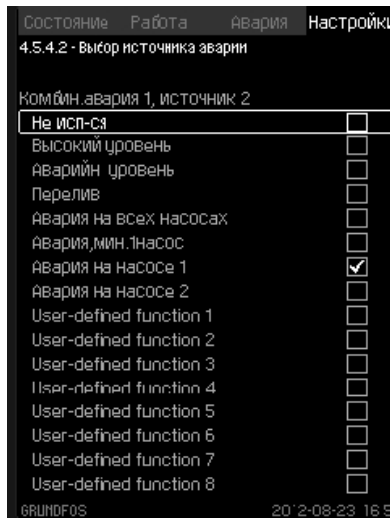 Состояние Работа Авария Настройки
4.5.4.2 - Выбор источника аварии
Комбин.авария 1, источник 2
Не исп-ся
Высокий уровень
Аварийн уровень
Перелив
Авария на всех насосах
Авария,мин.1насос
Авария на насосе 1
Авария на насосе 2
User-defined function 1
User-defined function 2
User-defined function 3
User-defined function 4
User-defined function 5
User-defined function 6
User-defined function 7
User-defined function 8
GRUNDFOS 2012-08-23 16:5